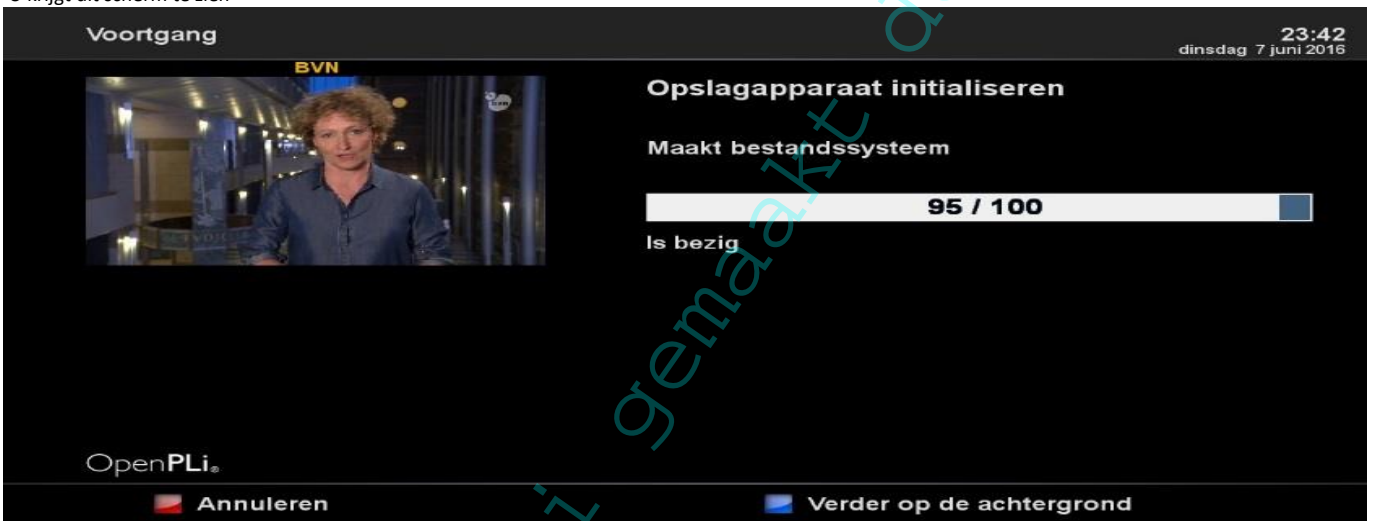 Voortgang
23:42
dinsdag 7 juni 2016
BVN
Opslagapparaat initialiseren
Maakt bestandssysteem
95 / 100
Is bezig
gemaakt
OpenPLi®
Annuleren
Verder op de achtergrond